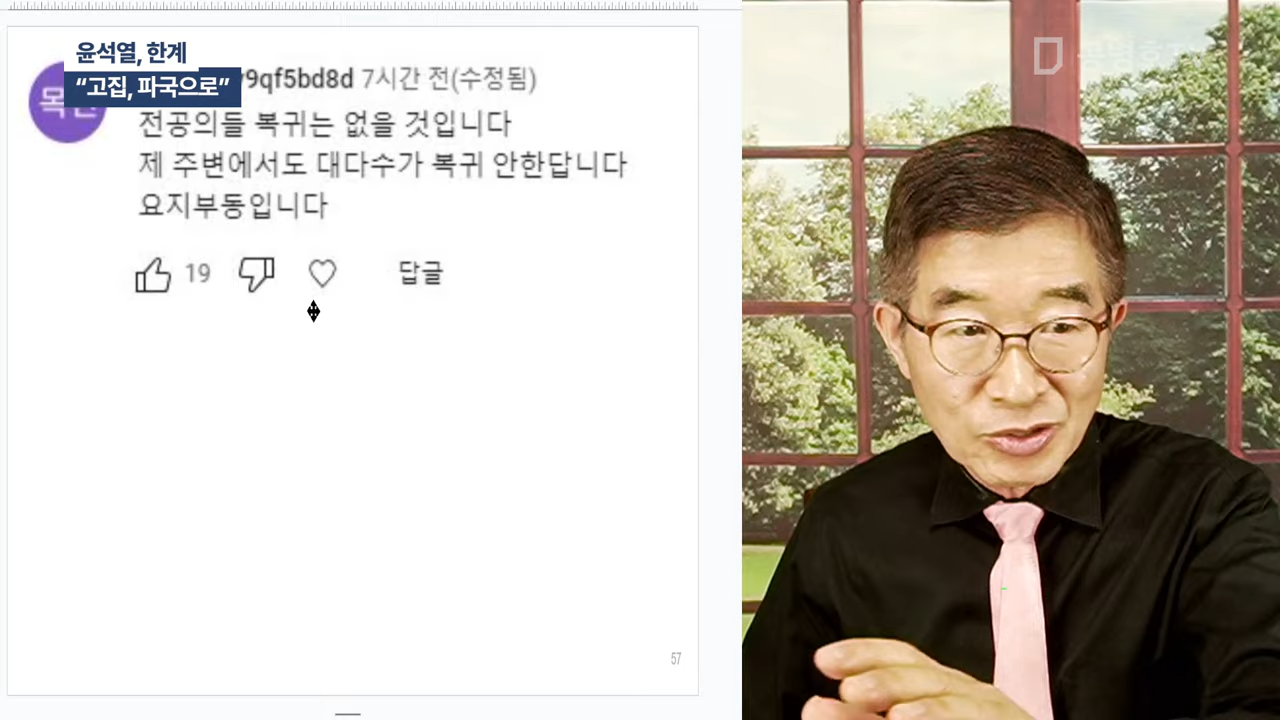 윤석열, 한계
“고집, 파국으로”
9qf5bd8d 7시간 전(수정됨)
전공의들 복귀는 없을 것입니다
제 주변에서도 대다수가 복귀 안한답니다
요지부동입니다
19 답글
57